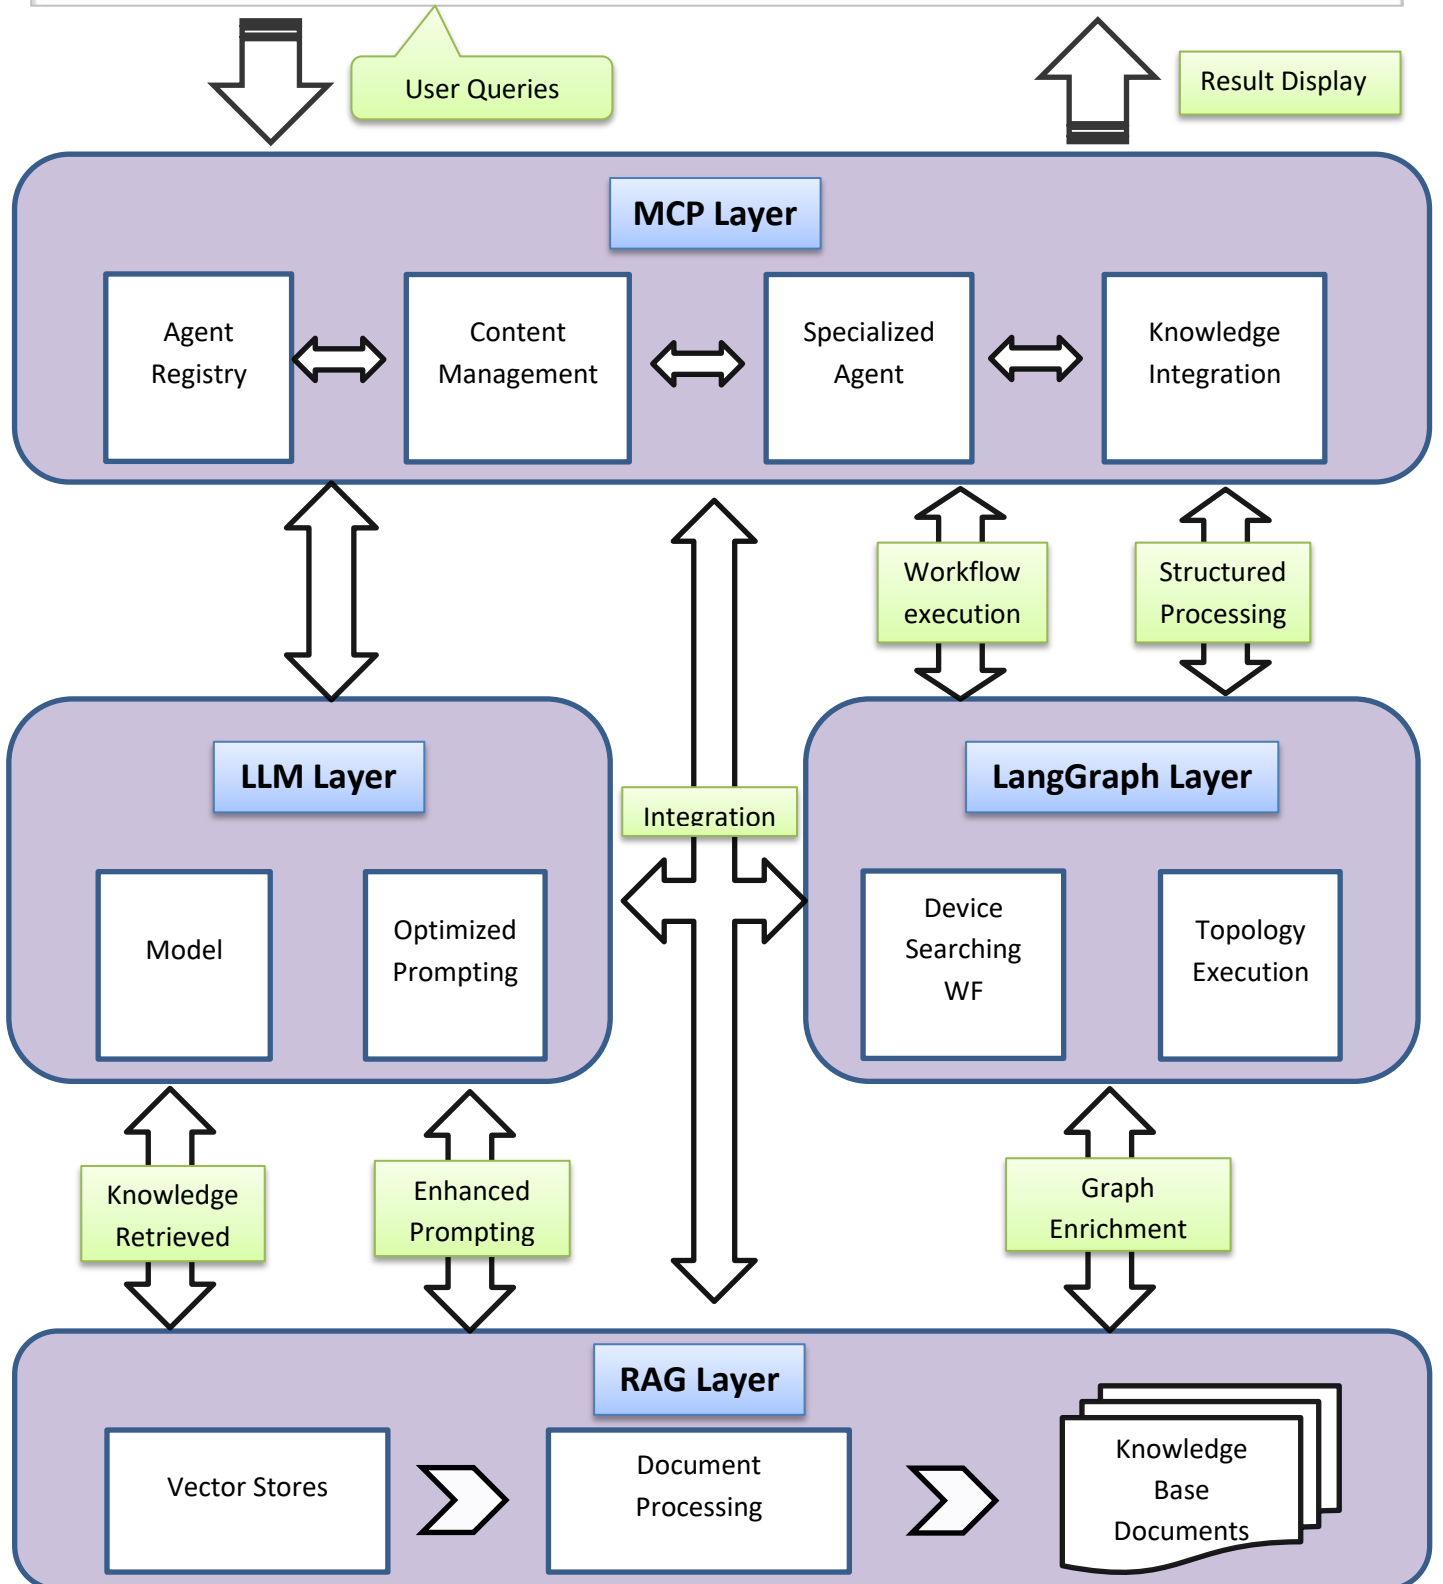 User Queries
Result Display
MCP Layer
Agent
Registry
Content
Management
Specialized
Agent
Knowledge
Integration
Workflow
execution
Structured
Processing
LLM Layer
LangGraph Layer
Integration
Model
Optimized
Prompting
Device
Searching
WF
Topology
Execution
Knowledge
Retrieved
Enhanced
Prompting
Graph
Enrichment
RAG Layer
Vector Stores
Document
Processing
Knowledge
Base
Documents